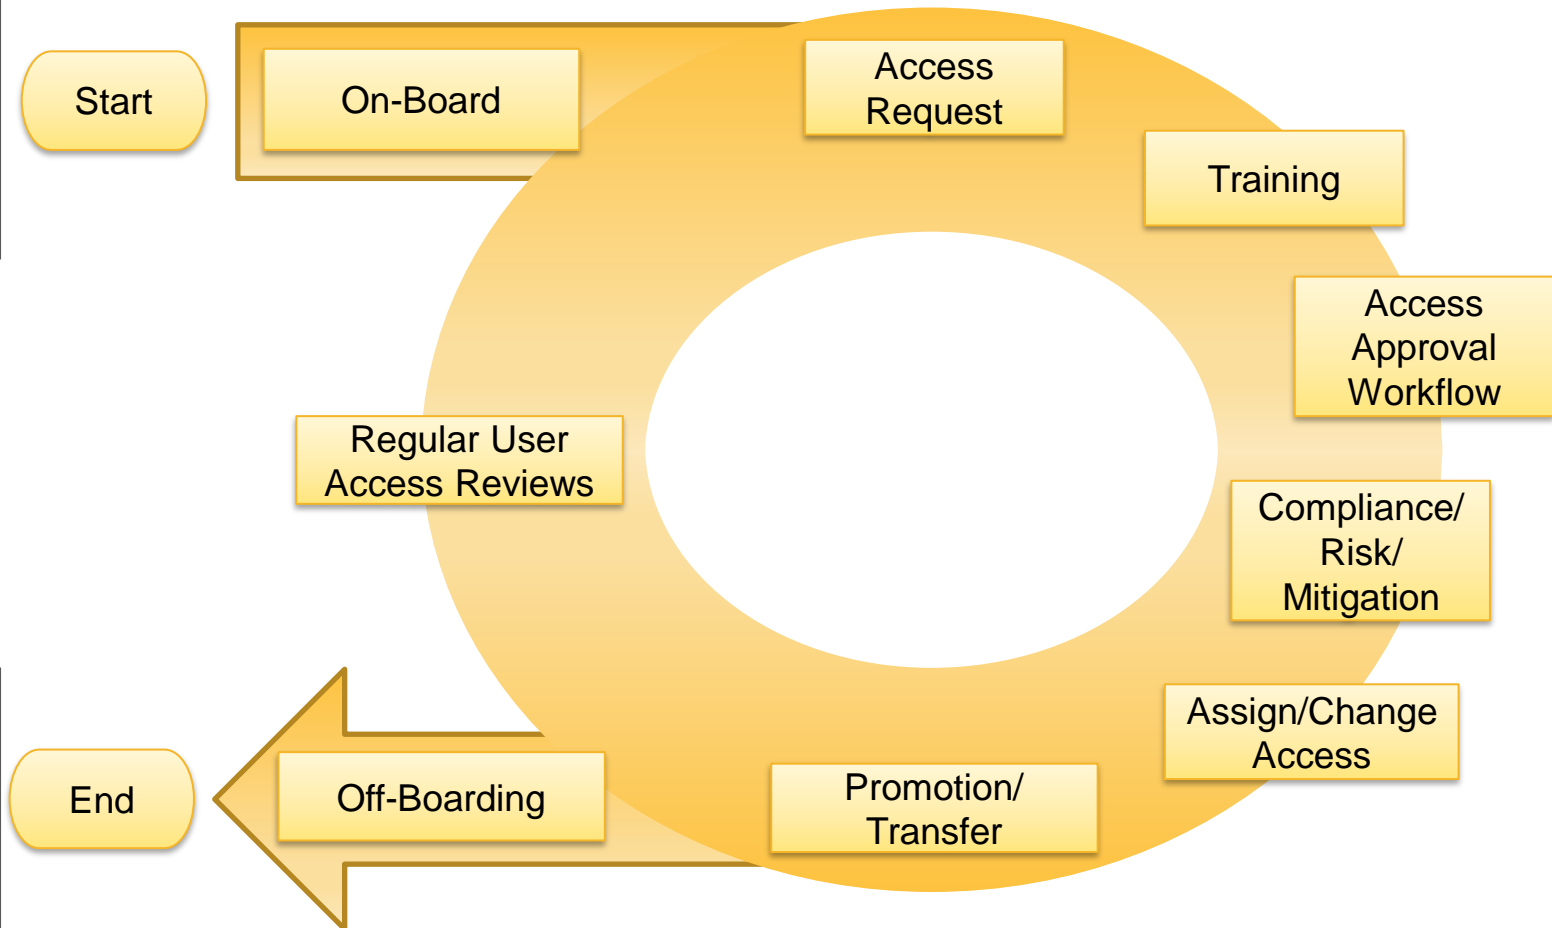 Start
On-Board
Access
Request
Training
Access
Approval
Workflow
Compliance/
Risk/
Mitigation
Assign/Change
Access
Promotion/
Transfer
Regular User
Access Reviews
Off-Boarding
End